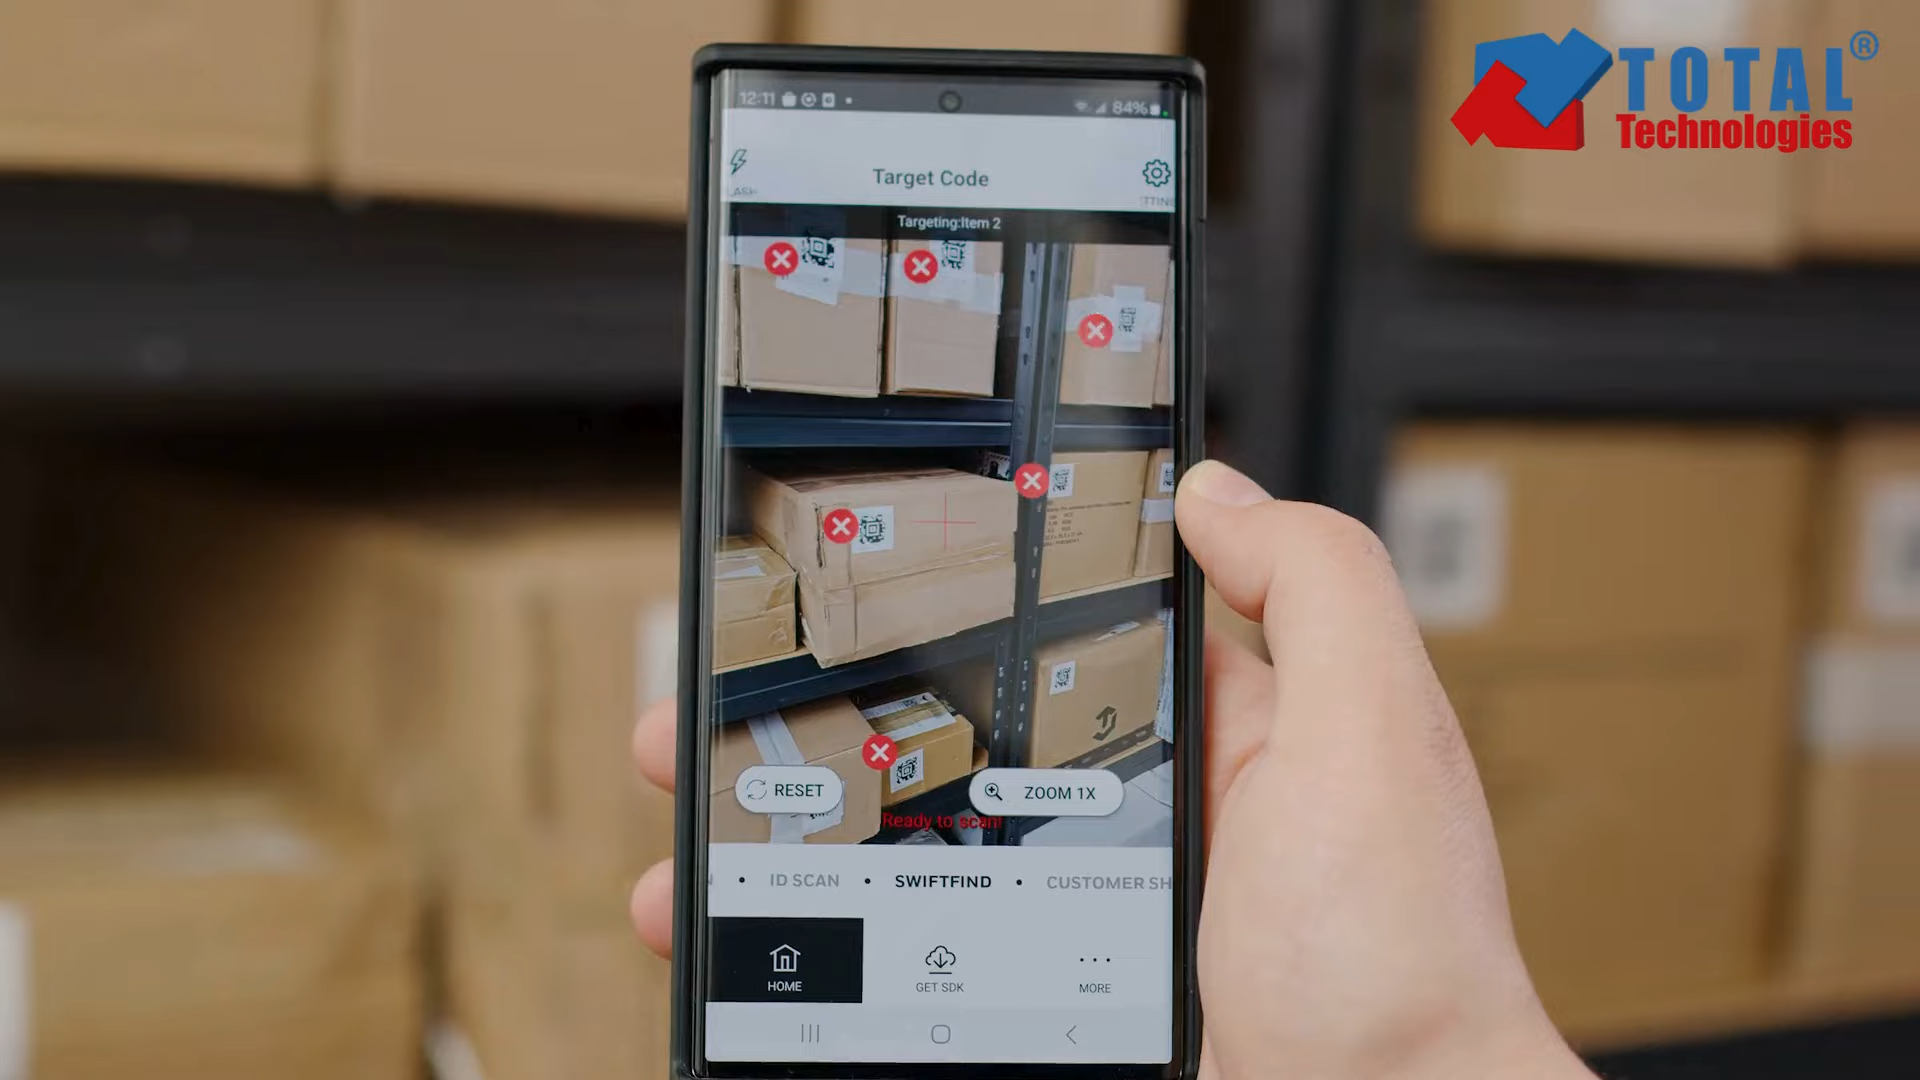 TOTAL®
Technologies
12:11
84%
Target Code
Targeting:Item 2
RESET
ZOOM 1X
Ready to scan!
ID SCAN • SWIFTFIND • CUSTOMER SH
HOME
GET SDK
MORE